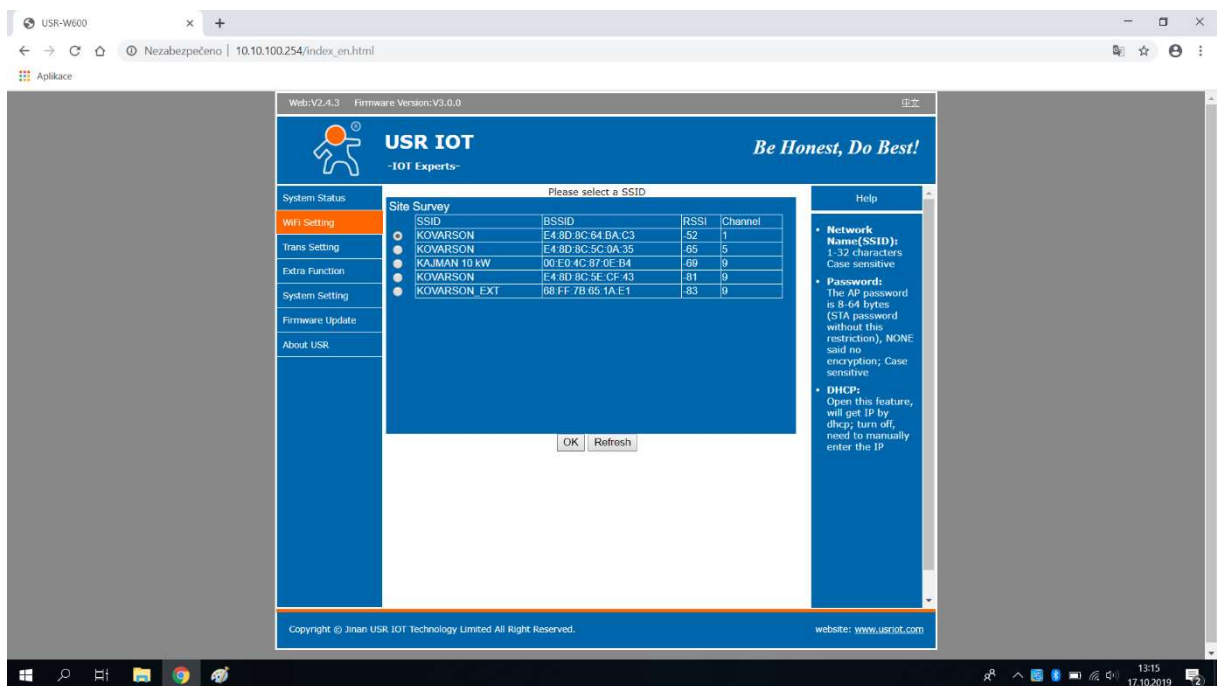 USR-W600
Nezabezpečeno | 10.10.100.254/index_en.html
Aplikace
Web:V2.4.3 Firmware Version:V3.0.0 中文
USR IOT
-IOT Experts-
Be Honest, Do Best!
System Status
WiFi Setting
Trans Setting
Extra Function
System Setting
Firmware Update
About USR
Please select a SSID
Site Survey
SSID BSSID RSSI Channel
KOVARSON E4:8D:8C:64:BA:C3 -52 1
KOVARSON E4:8D:8C:5C:0A:35 -65 5
KAJMAN 10 kW 00:E0:4C:87:0E:B4 -69 9
KOVARSON E4:8D:8C:5E:CF:43 -81 9
KOVARSON_EXT 68:FF:7B:65:1A:E1 -83 9
OK Refresh
Help
• Network
Name(SSID):
1-32 characters
Case sensitive
• Password:
The AP password
is 8-64 bytes
(STA password
without this
restriction), NONE
said no
encryption; Case
sensitive
• DHCP:
Open this feature,
will get IP by
dhcp; turn off,
need to manually
enter the IP
Copyright © Jinan USR IOT Technology Limited All Right Reserved. website: www.usriot.com
13:15
17.10.2019
2